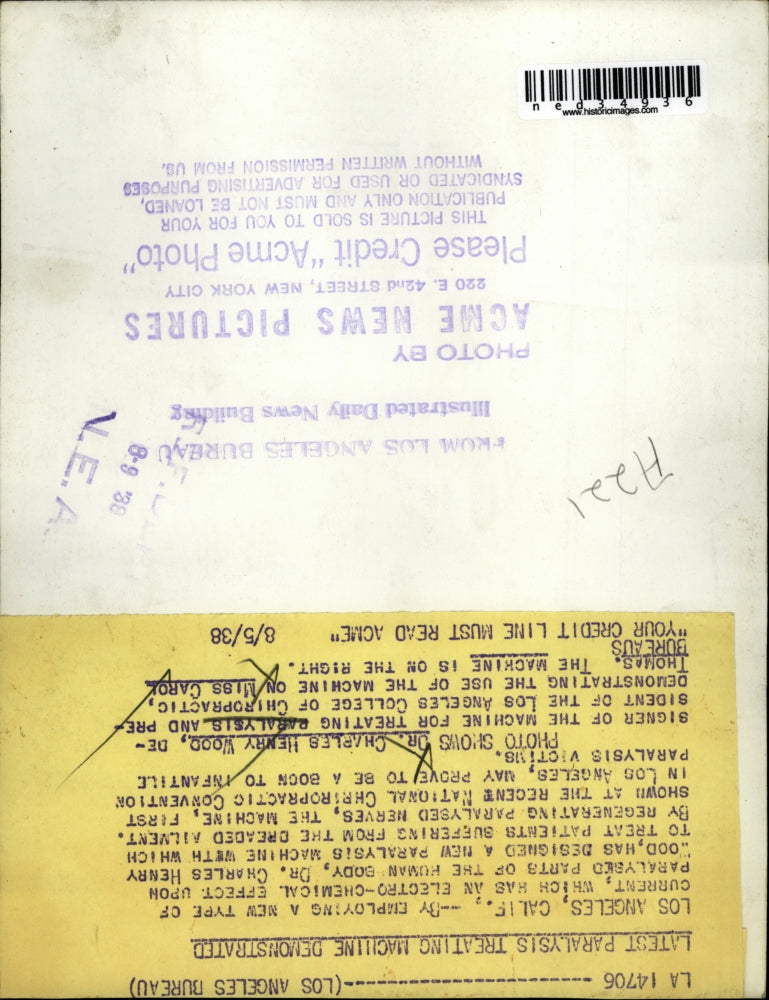 LA 14706 ----------------(LOS ANGELES BUREAU)
LATEST PARALYSIS TREATING MACHINE DEMONSTRATED
LOS ANGELES, CALIF., --BY EMPLOYING A NEW TYPE OF
CURRENT, WHICH HAS AN ELECTRO-CHEMICAL EFFECT UPON
PARALYSED PARTS OF THE HUMAN BODY, DR. CHARLES HENRY
WOOD, HAS DESIGNED A NEW PARALYSIS MACHINE WITH WHICH
TO TREAT PATIENTS SUFFERING FROM THE DREADED AILMENT.
BY REGENERATING PARALYSED NERVES, THE MACHINE, FIRST
SHOWN AT THE RECENT NATIONAL CHRIROPRACTIC CONVENTION
IN LOS ANGELES, MAY PROVE TO BE A BOON TO INFANTILE
PARALYSIS VICTIMS.
PHOTO SHOWS DR. CHARLES HENRY WOOD, DE-
SIGNER OF THE MACHINE FOR TREATING PARALYSIS AND PRE-
SIDENT OF THE LOS ANGELES COLLEGE OF CHIROPRACTIC,
DEMONSTRATING THE USE OF THE MACHINE ON MISS CAROL
THOMAS. THE MACHINE IS ON THE RIGHT.
BUREAUS
"YOUR CREDIT LINE MUST READ ACME" 8/5/38
A221
8-9 '38
N.E.A.
FROM LOS ANGELES BUREAU
Illustrated Daily News Building
PHOTO BY
ACME NEWS PICTURES
220 E. 42nd STREET, NEW YORK CITY
Please Credit "Acme Photo"
THIS PICTURE IS SOLD TO YOU FOR YOUR
PUBLICATION ONLY AND MUST NOT BE LOANED,
SYNDICATED OR USED FOR ADVERTISING PURPOSES
WITHOUT WRITTEN PERMISSION FROM US.
ned34936
www.historicimages.com